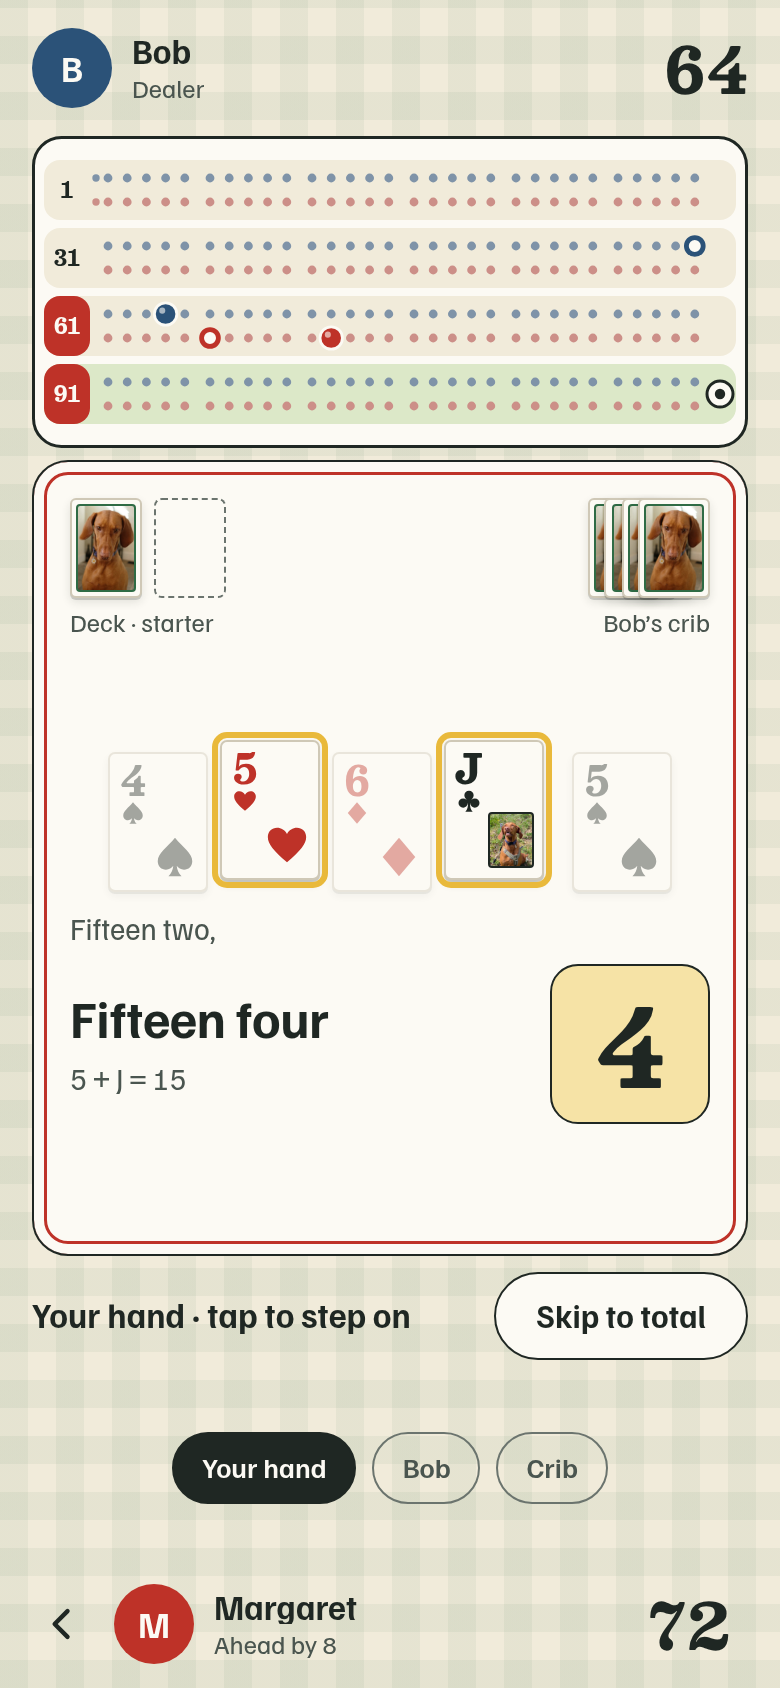 B
Bob
Dealer
64
1
31
61
91
Deck · starter
Bob’s crib
4
5
6
J
5
Fifteen two,
Fifteen four
5 + J = 15
4
Your hand · tap to step on
Skip to total
Your hand
Bob
Crib
M
Margaret
Ahead by 8
72